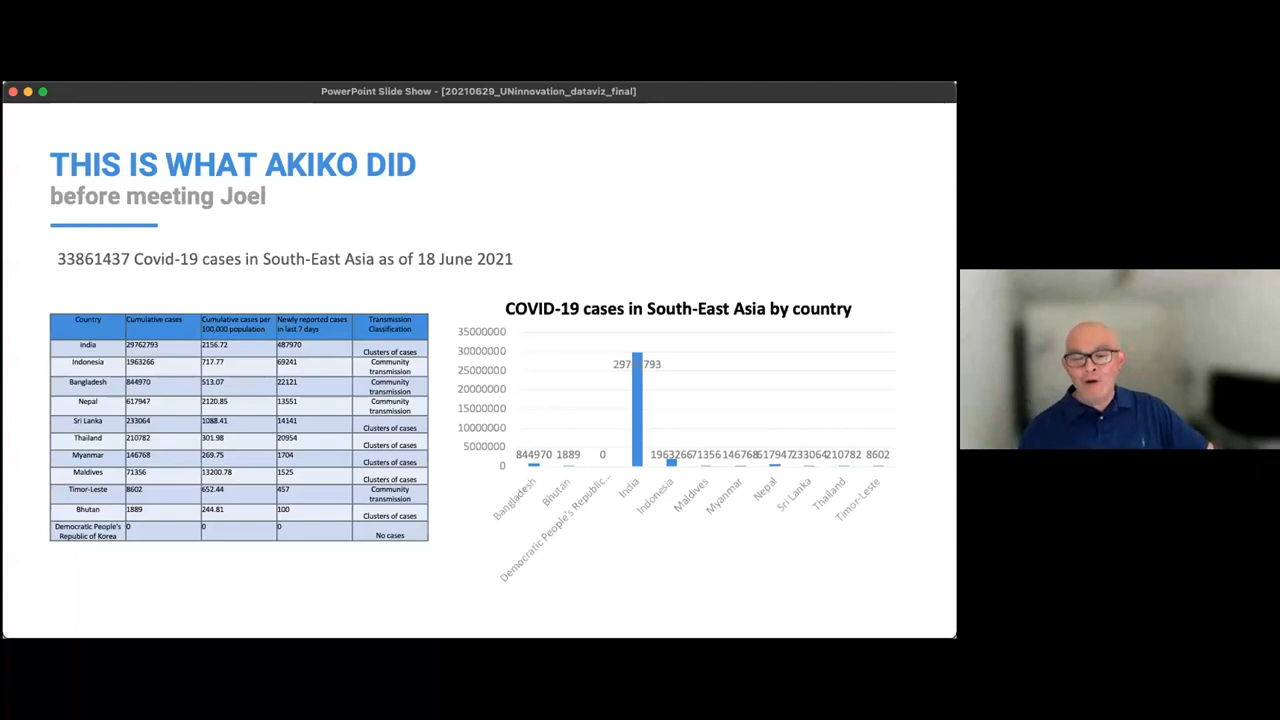 PowerPoint Slide Show - [20210629_UNinnovation_dataviz_final]
THIS IS WHAT AKIKO DID
before meeting Joel
33861437 Covid-19 cases in South-East Asia as of 18 June 2021
Country Cumulative cases Cumulative cases per 100,000 population Newly reported cases in last 7 days Transmission Classification
India 29762793 2156.72 487970 Clusters of cases
Indonesia 1963266 717.77 69241 Community transmission
Bangladesh 844970 513.07 22121 Community transmission
Nepal 617947 2120.85 13551 Community transmission
Sri Lanka 233064 1088.41 14141 Clusters of cases
Thailand 210782 301.98 20954 Clusters of cases
Myanmar 146768 269.75 1704 Clusters of cases
Maldives 71356 13200.78 1525 Clusters of cases
Timor-Leste 8602 652.44 457 Community transmission
Bhutan 1889 244.81 100 Clusters of cases
Democratic People's Republic of Korea 0 0 0 No cases
COVID-19 cases in South-East Asia by country
35000000
30000000
25000000
20000000
15000000
10000000
5000000
0
844970 1889 0 29762793 1963266 71356 146768 617947 233064 210782 8602
Bangladesh
Bhutan
Democratic People's Republic...
India
Indonesia
Maldives
Myanmar
Nepal
Sri Lanka
Thailand
Timor-Leste